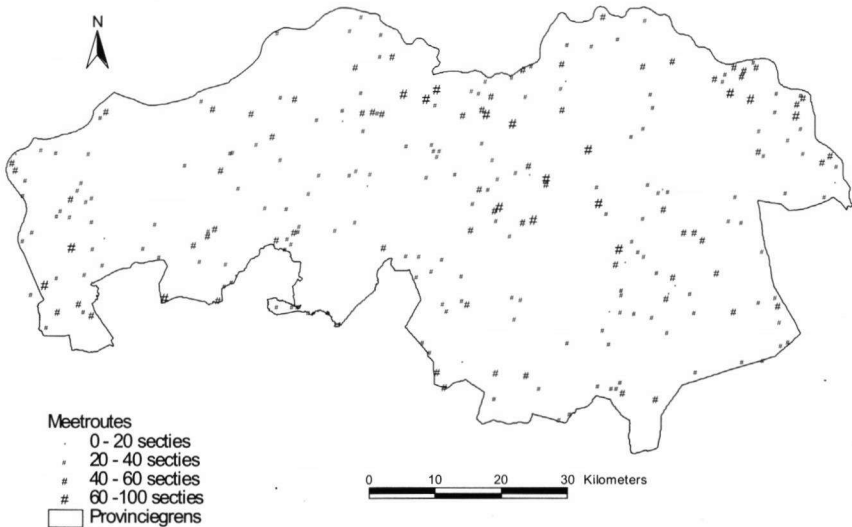 N
Meetroutes
0 - 20 secties
20 - 40 secties
40 - 60 secties
60 -100 secties
Provinciegrens
0 10 20 30 Kilometers